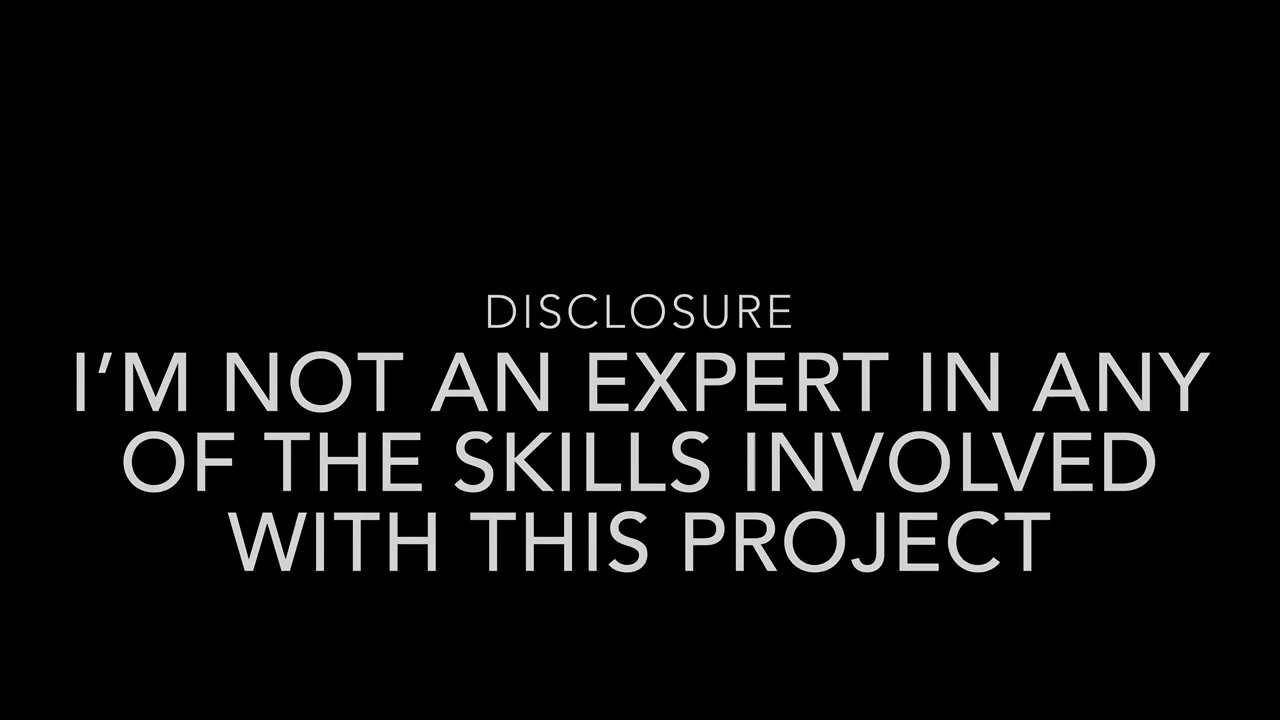 DISCLOSURE
I’M NOT AN EXPERT IN ANY
OF THE SKILLS INVOLVED
WITH THIS PROJECT